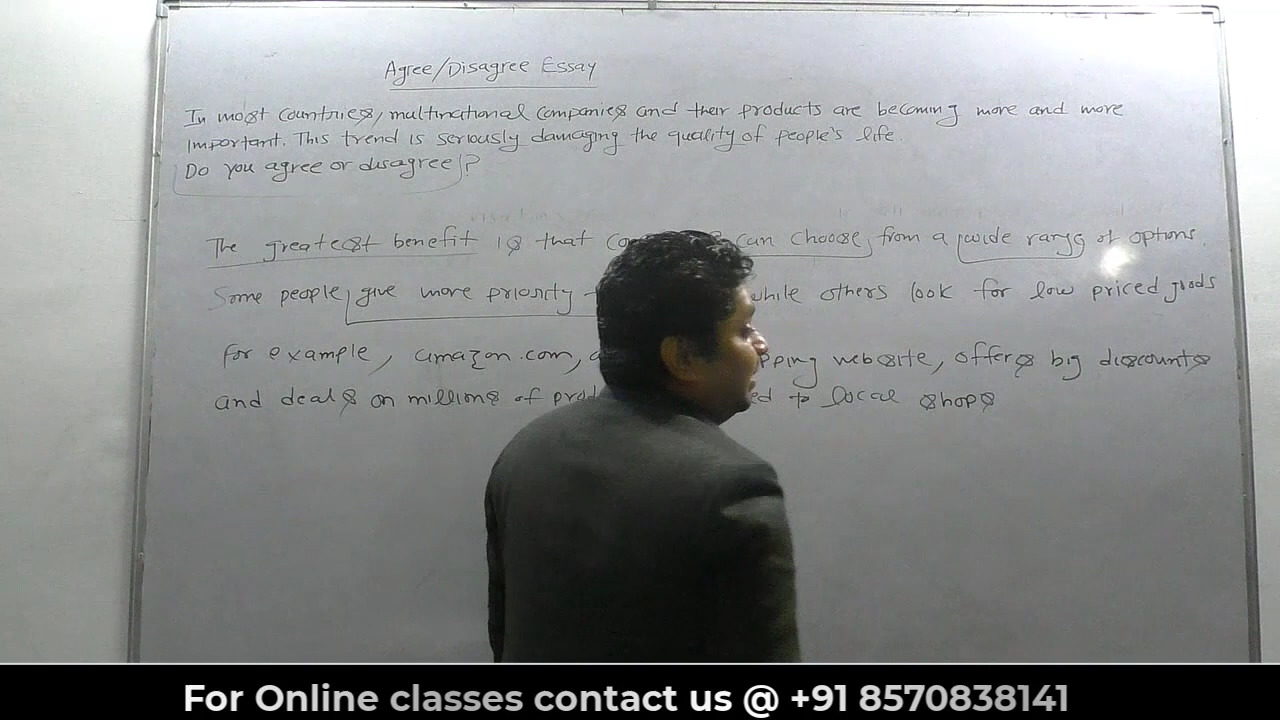 Agree/Disagree Essay
In most countries, multinational companies and their products are becoming more and more
important. This trend is seriously damaging the quality of people's life.
Do you agree or disagree?
The greatest benefit is that can choose from a wide range of options.
Some people give more priority while others look for low priced goods
for example, amazon.com, website, offers big discounts
and deals on millions of to local shops
For Online classes contact us @ +91 8570838141